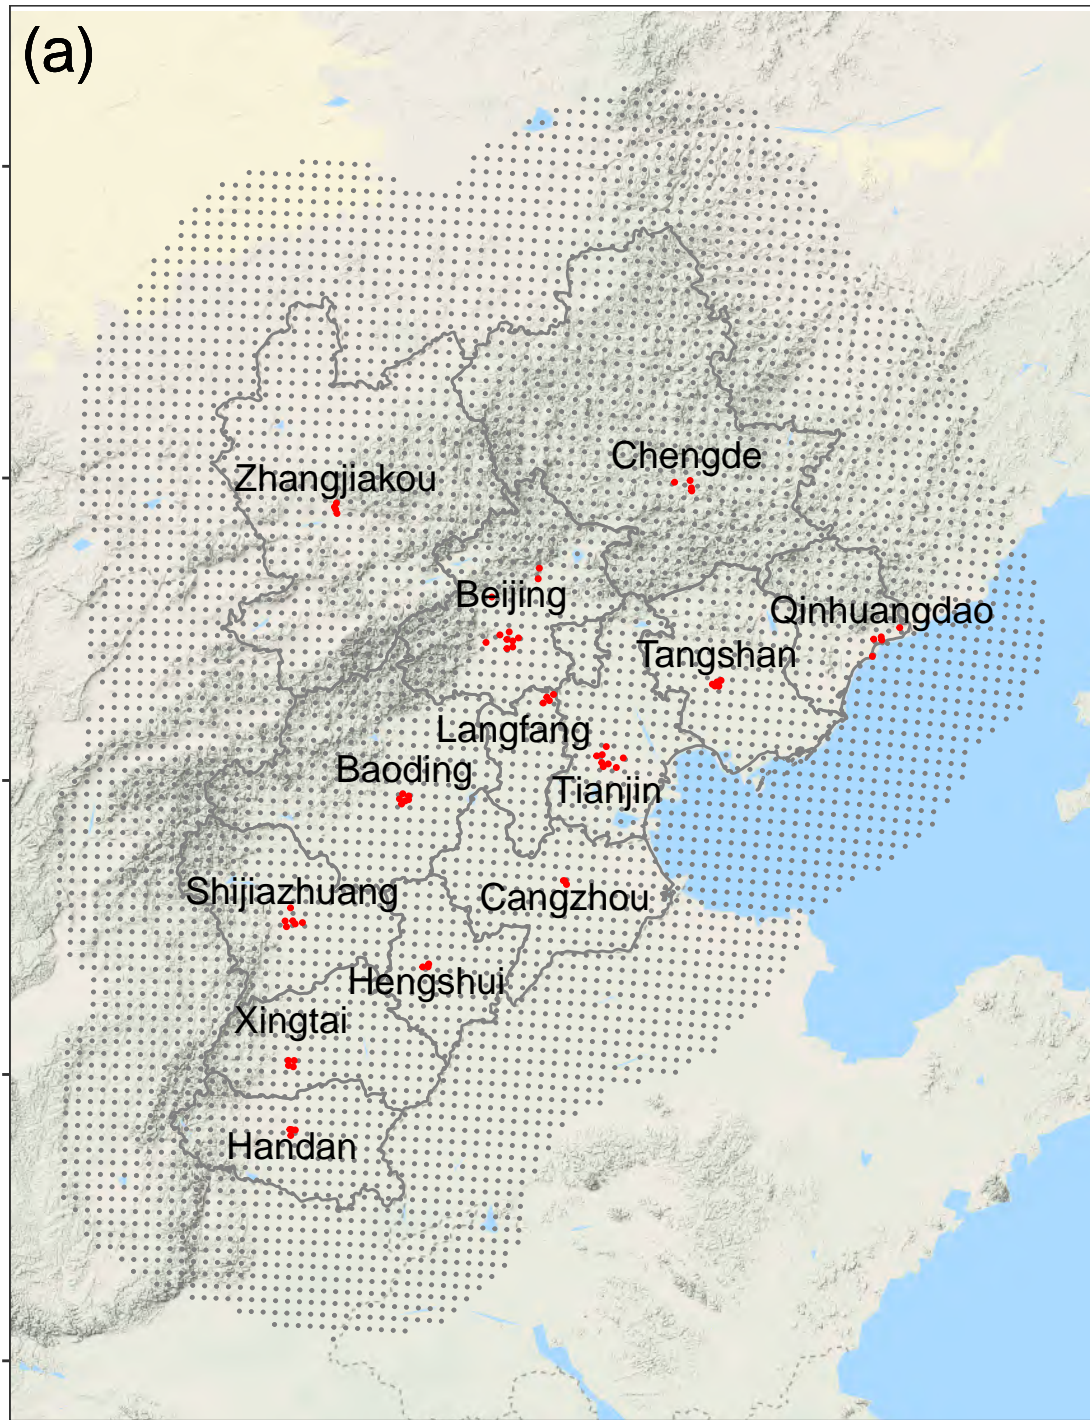 (a)
Chengde
Zhangjiakou
Beijing
Qinhuangdao
Tangshan
Langfang
Baoding
Tianjin
Shijiazhuang
Cangzhou
Hengshui
Xingtai
Handan